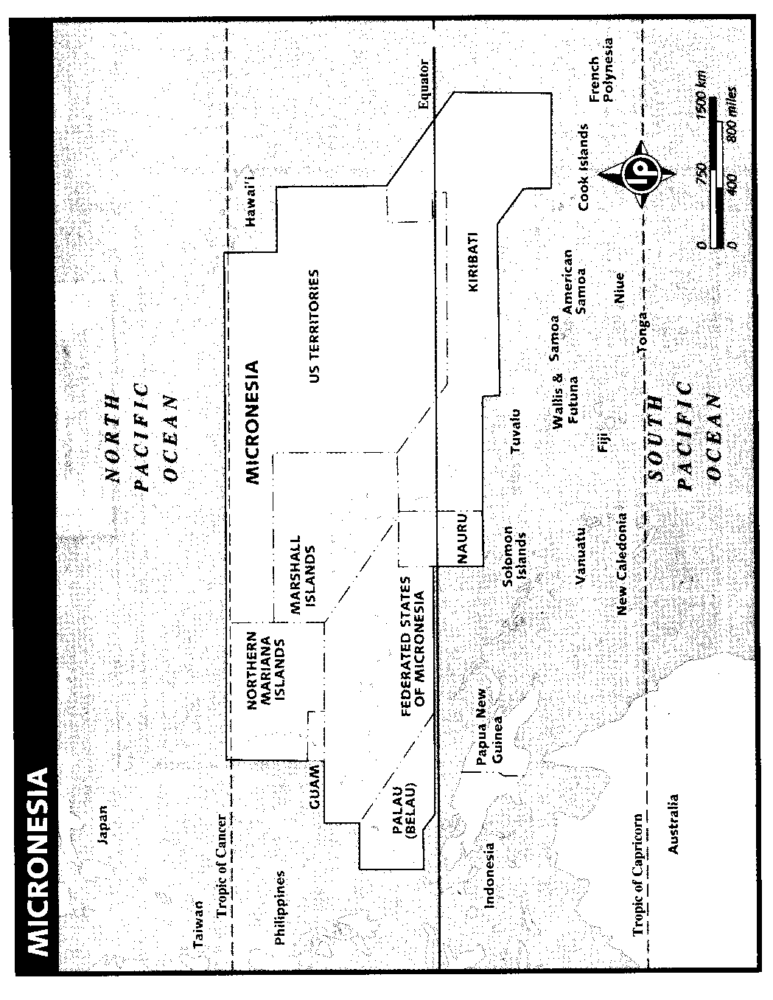 MICRONESIA
Japan
Taiwan
Tropic of Cancer
Philippines
NORTH
PACIFIC
OCEAN
Hawai'i
MICRONESIA
NORTHERN
MARIANA
ISLANDS
GUAM
MARSHALL
ISLANDS
US TERRITORIES
PALAU
(BELAU)
FEDERATED STATES
OF MICRONESIA
Equator
NAURU
KIRIBATI
Indonesia
Papua New
Guinea
Solomon
Islands
Tuvalu
Wallis &
Futuna
Samoa
American
Samoa
Cook Islands
French
Polynesia
Vanuatu
Fiji
Niue
New Caledonia
Tonga
Tropic of Capricorn
Australia
SOUTH
PACIFIC
OCEAN
lp
0 750 1500 km
0 400 800 miles